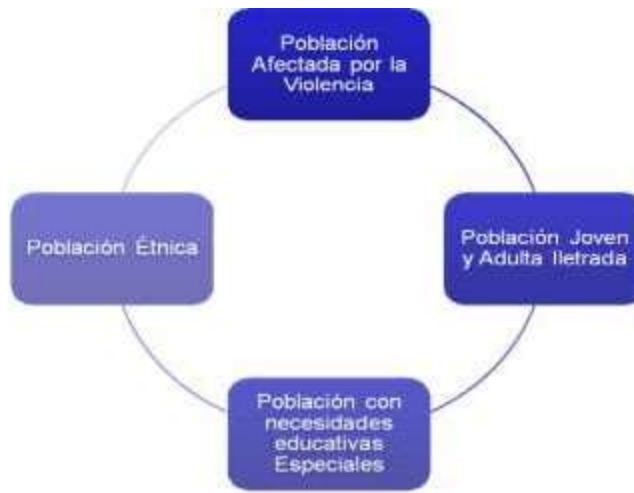 Población
Afectada por la
Violencia
Población Étnica
Población Joven
y Adulta Iletrada
Población con
necesidades
educativas
Especiales